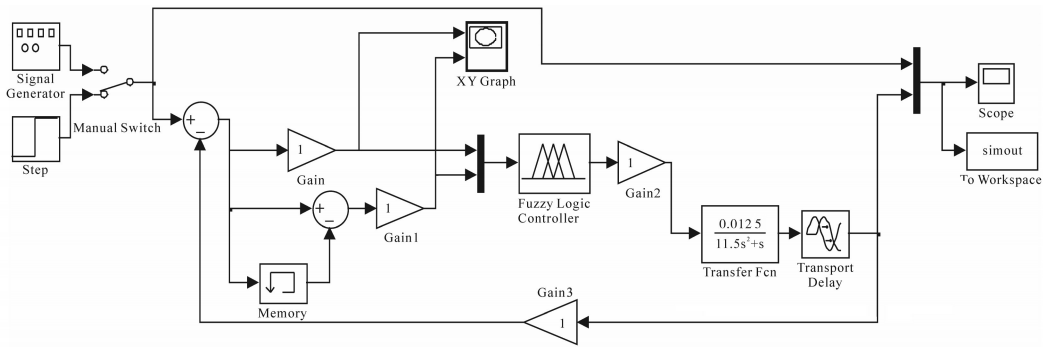 Signal
Generator
Step
Manual Switch
+
−
1
Gain
+
−
1
Gain1
Memory
XY Graph
Fuzzy Logic
Controller
1
Gain2
0.012 5
11.5s²+s
Transfer Fcn
Transport
Delay
Gain3
1
Scope
simout
To Workspace